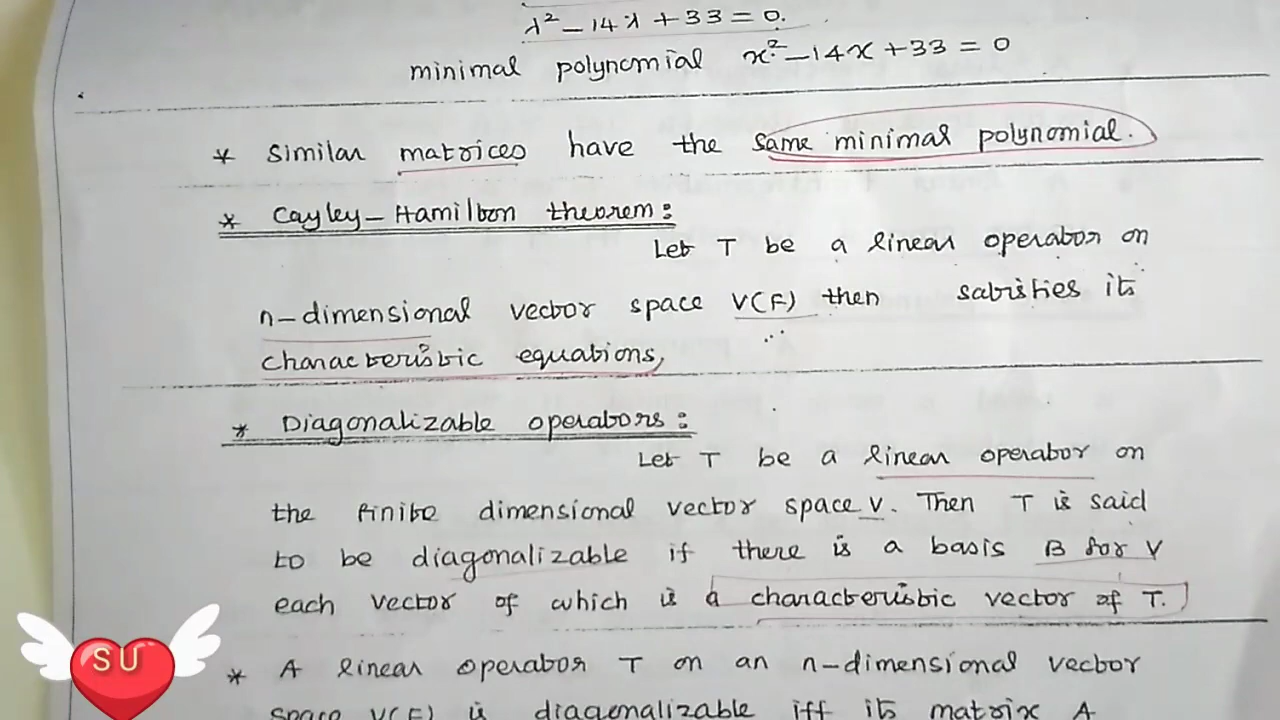 λ² - 14λ + 33 = 0.
minimal polynomial x² - 14x + 33 = 0
* Similar matrices have the same minimal polynomial.
* Cayley-Hamilton theorem:
Let T be a linear operator on
n-dimensional vector space V(F) then satisfies its
characteristic equations,
* Diagonalizable operators:
Let T be a linear operator on
the finite dimensional vector space V. Then T is said
to be diagonalizable if there is a basis B for V
each vector of which is a characteristic vector of T.
* A linear operator T on an n-dimensional vector
space V(F) is diagonalizable iff its matrix A
SU